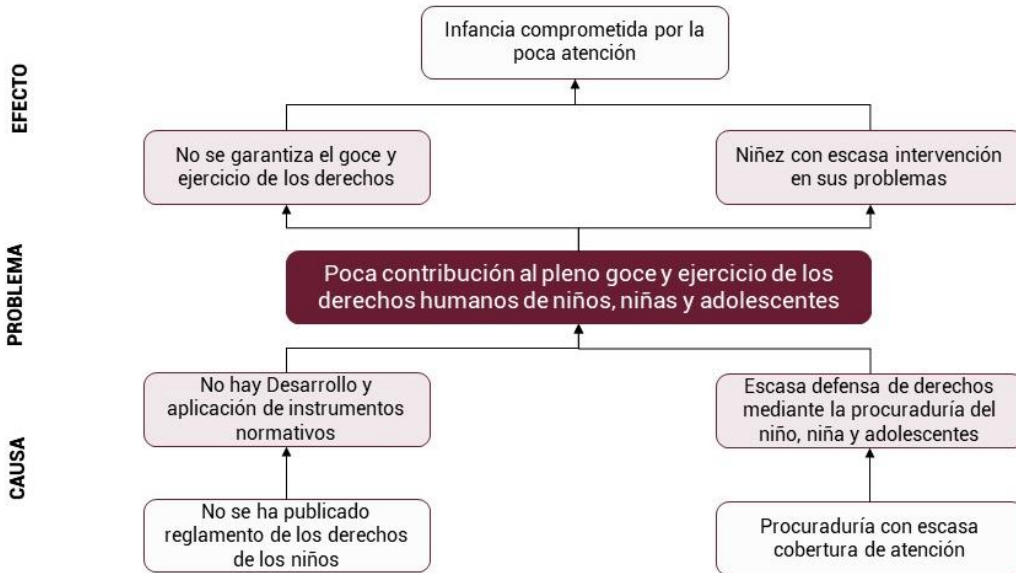 EFECTO
Infancia comprometida por la
poca atención
No se garantiza el goce y
ejercicio de los derechos
Niñez con escasa intervención
en sus problemas
PROBLEMA
Poca contribución al pleno goce y ejercicio de los
derechos humanos de niños, niñas y adolescentes
CAUSA
No hay Desarrollo y
aplicación de instrumentos
normativos
Escasa defensa de derechos
mediante la procuraduría del
niño, niña y adolescentes
No se ha publicado
reglamento de los derechos
de los niños
Procuraduría con escasa
cobertura de atención